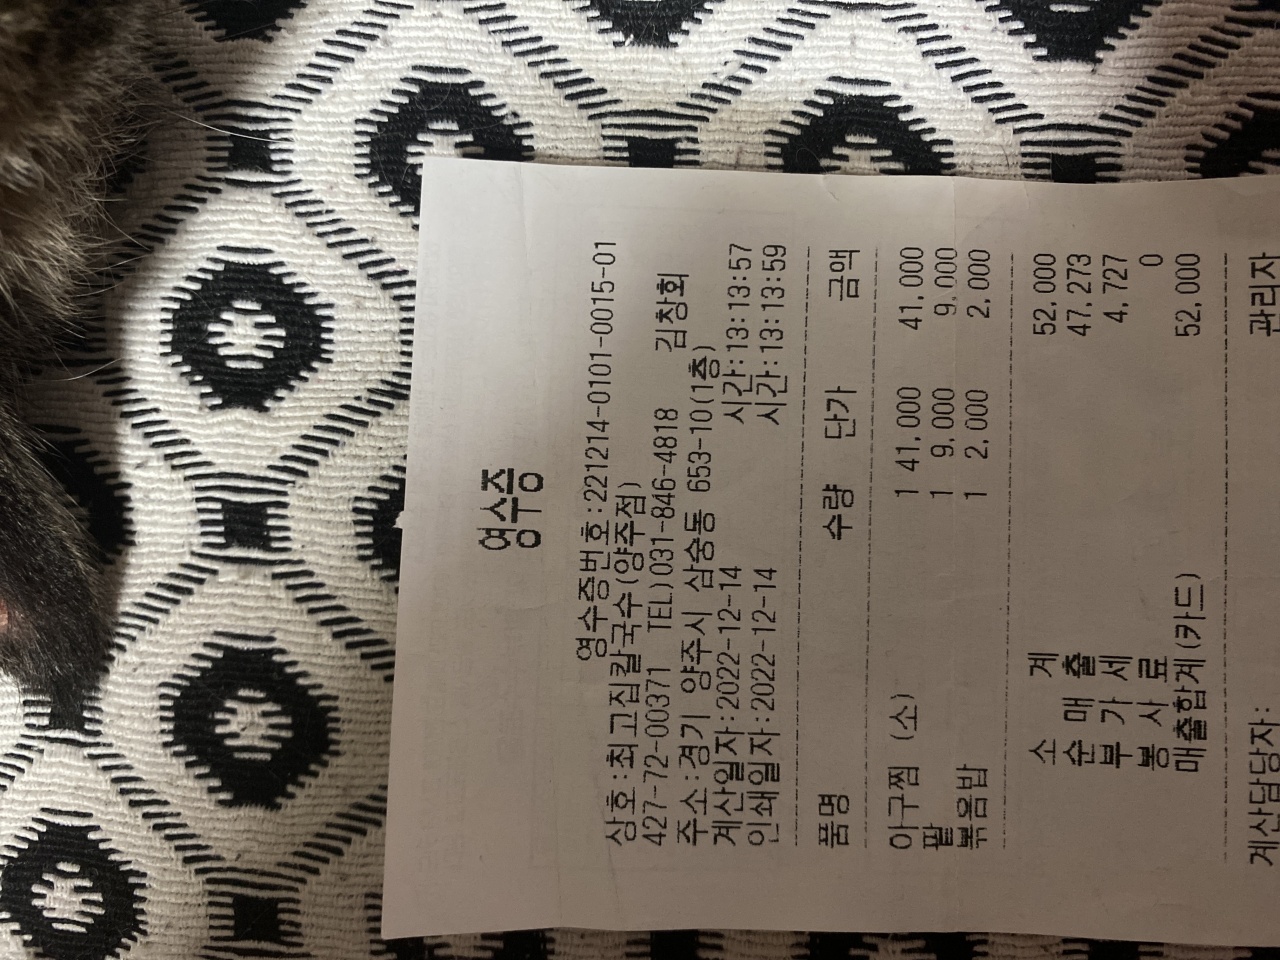 영수증
영수증번호:221214-0101-0015-01
상호:최고집칼국수(양주점)
427-72-00371 TEL)031-846-4818 김창회
주소:경기 양주시 삼숭동 653-10(1층)
계산일자:2022-12-14 시간:13:13:57
인쇄일자:2022-12-14 시간:13:13:59
품명 수량 단가 금액
아구찜 (소) 1 41,000 41,000
팥 1 9,000 9,000
볶음밥 1 2,000 2,000
소 계 52,000
순 매 출 47,273
부 가 세 4,727
봉 사 료 0
매출합계(카드) 52,000
계산담당자: 관리자